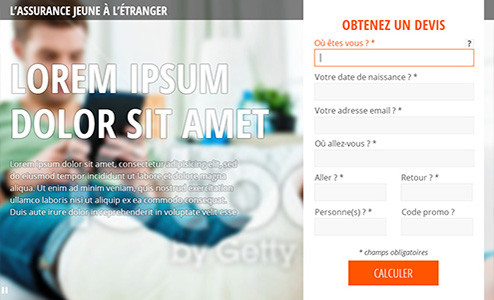 L'ASSURANCE JEUNE À L'ÉTRANGER
LOREM IPSUM
DOLOR SIT AMET
Lorem ipsum dolor sit amet, consectetur adipisicing elit, sed
do eiusmod tempor incididunt ut labore et dolore magna
aliqua. Ut enim ad minim veniam, quis nostrud exercitation
ullamco laboris nisi ut aliquip ex ea commodo consequat.
Duis aute irure dolor in reprehenderit in voluptate velit esse.
by Getty
OBTENEZ UN DEVIS
Où êtes vous ? * ?
Votre date de naissance ? *
Votre adresse email ? *
Où allez-vous ? *
Aller ? * Retour ? *
Personne(s) ? * Code promo ?
* champs obligatoires
CALCULER